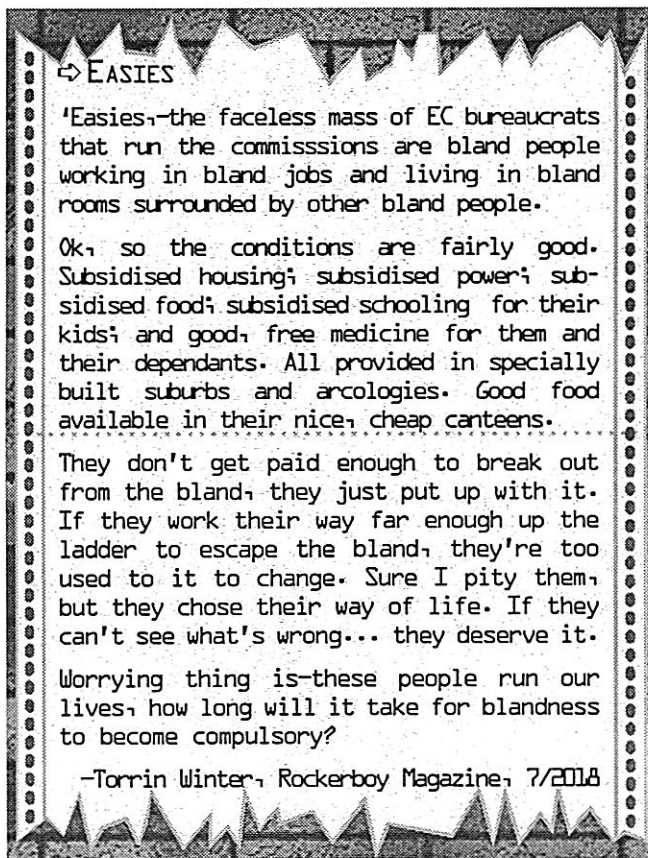 ⇨EASIES
'Easies,—the faceless mass of EC bureaucrats
that run the commisssions are bland people
working in bland jobs and living in bland
rooms surrounded by other bland people.
Ok, so the conditions are fairly good.
Subsidised housing; subsidised power; sub-
sidised food; subsidised schooling for their
kids; and good, free medicine for them and
their dependants. All provided in specially
built suburbs and arcologies. Good food
available in their nice, cheap canteens.
They don't get paid enough to break out
from the bland, they just put up with it.
If they work their way far enough up the
ladder to escape the bland, they're too
used to it to change. Sure I pity them,
but they chose their way of life. If they
can't see what's wrong... they deserve it.
Worrying thing is—these people run our
lives, how long will it take for blandness
to become compulsory?
—Torrin Winter, Rockerboy Magazine, 7/2018